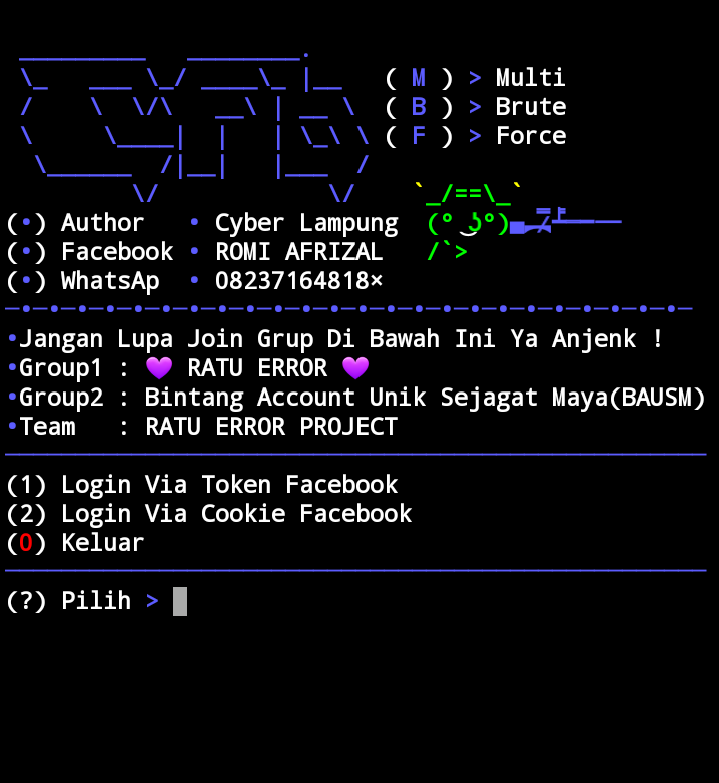 ( M ) > Multi
( B ) > Brute
( F ) > Force
(•) Author • Cyber Lampung
(•) Facebook • ROMI AFRIZAL
(•) WhatsAp • 08237164818×
•Jangan Lupa Join Grup Di Bawah Ini Ya Anjenk !
•Group1 : 💜 RATU ERROR 💜
•Group2 : Bintang Account Unik Sejagat Maya(BAUSM)
•Team : RATU ERROR PROJECT
(1) Login Via Token Facebook
(2) Login Via Cookie Facebook
(0) Keluar
(?) Pilih >